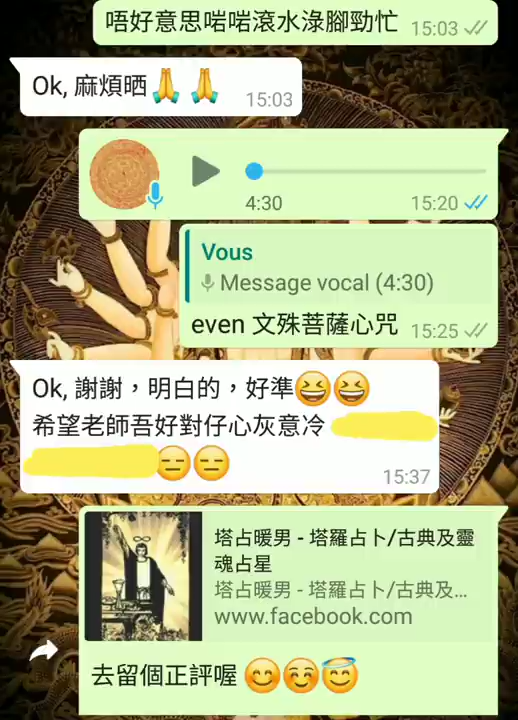 唔好意思啱啱滾水淥腳勁忙 15:03
Ok, 麻煩晒🙏 🙏 15:03
4:30 15:20
Vous
Message vocal (4:30)
even 文殊菩薩心咒 15:25
Ok, 謝謝，明白的，好準😆😆
希望老師吾好對仔心灰意冷
😑😑
15:37
塔占暖男 - 塔羅占卜/古典及靈
魂占星
塔占暖男 - 塔羅占卜/古典及...
www.facebook.com
去留個正評喔 😊☺️😇